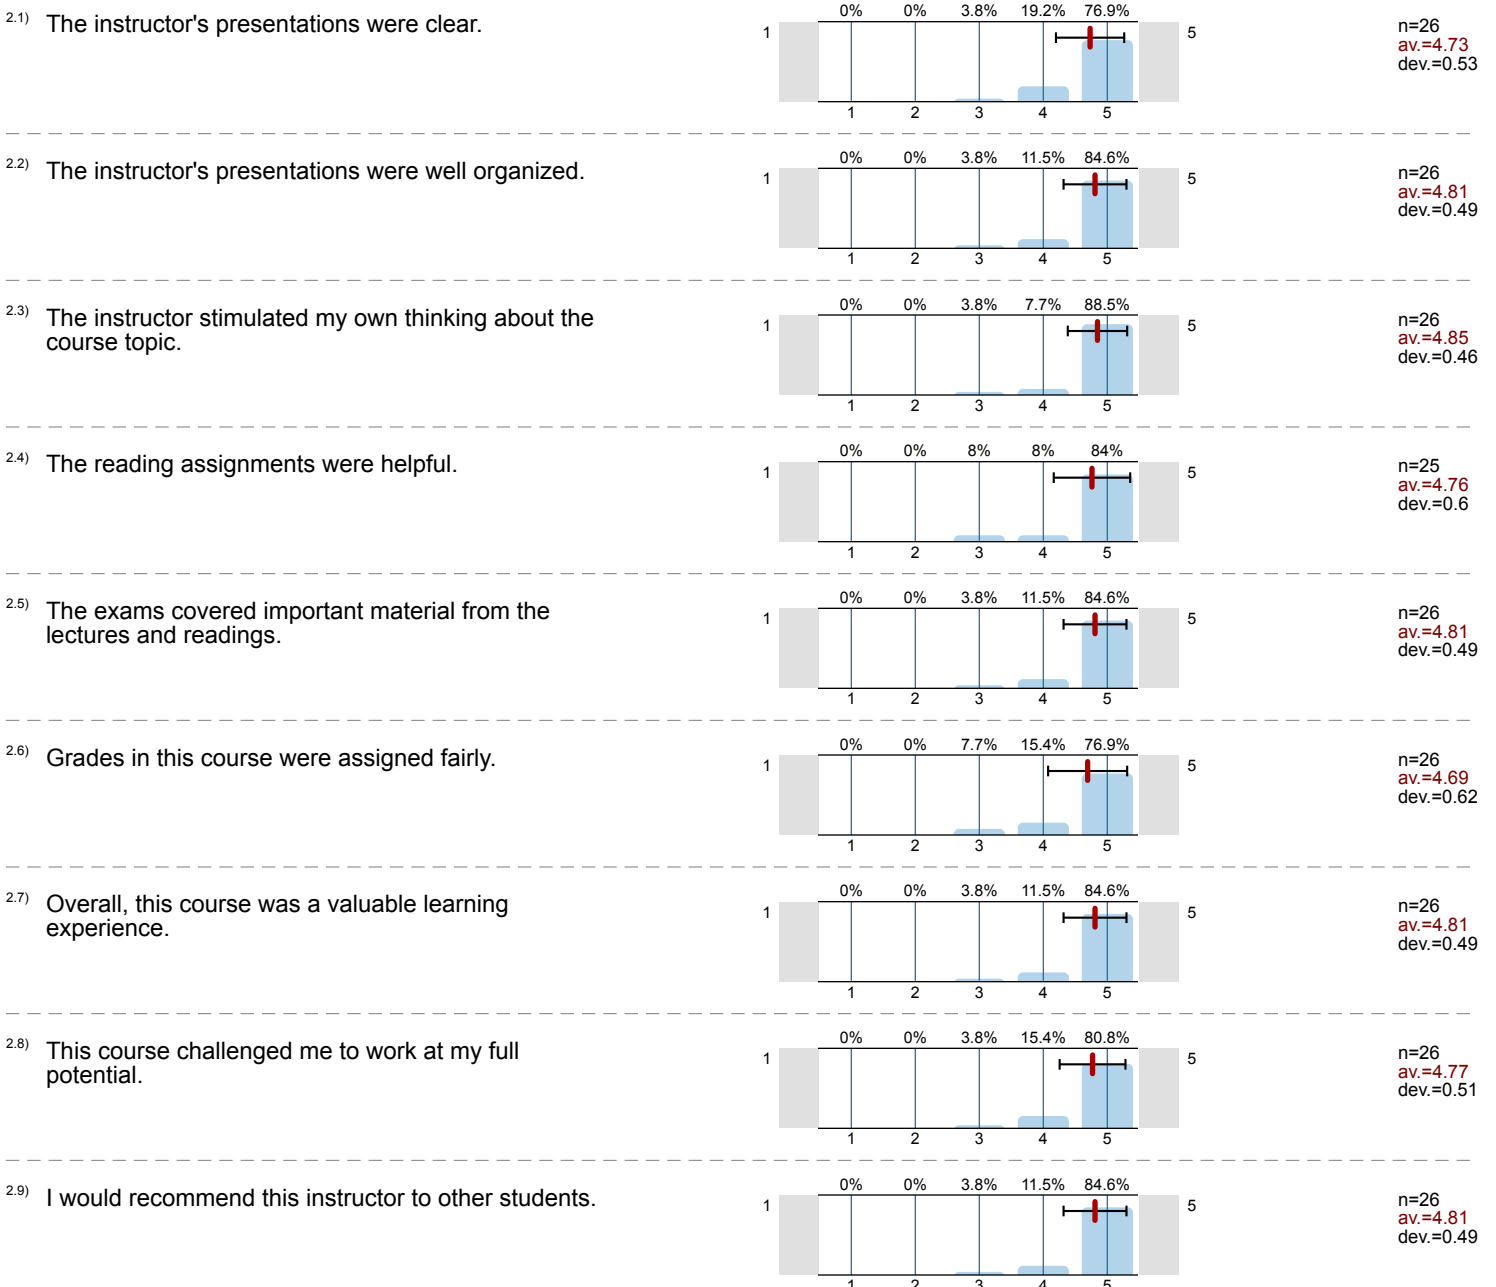 2.1) The instructor's presentations were clear.
0% 0% 3.8% 19.2% 76.9%
1 5
1 2 3 4 5
n=26
av.=4.73
dev.=0.53
2.2) The instructor's presentations were well organized.
0% 0% 3.8% 11.5% 84.6%
1 5
1 2 3 4 5
n=26
av.=4.81
dev.=0.49
2.3) The instructor stimulated my own thinking about the
course topic.
0% 0% 3.8% 7.7% 88.5%
1 5
1 2 3 4 5
n=26
av.=4.85
dev.=0.46
2.4) The reading assignments were helpful.
0% 0% 8% 8% 84%
1 5
1 2 3 4 5
n=25
av.=4.76
dev.=0.6
2.5) The exams covered important material from the
lectures and readings.
0% 0% 3.8% 11.5% 84.6%
1 5
1 2 3 4 5
n=26
av.=4.81
dev.=0.49
2.6) Grades in this course were assigned fairly.
0% 0% 7.7% 15.4% 76.9%
1 5
1 2 3 4 5
n=26
av.=4.69
dev.=0.62
2.7) Overall, this course was a valuable learning
experience.
0% 0% 3.8% 11.5% 84.6%
1 5
1 2 3 4 5
n=26
av.=4.81
dev.=0.49
2.8) This course challenged me to work at my full
potential.
0% 0% 3.8% 15.4% 80.8%
1 5
1 2 3 4 5
n=26
av.=4.77
dev.=0.51
2.9) I would recommend this instructor to other students.
0% 0% 3.8% 11.5% 84.6%
1 5
1 2 3 4 5
n=26
av.=4.81
dev.=0.49